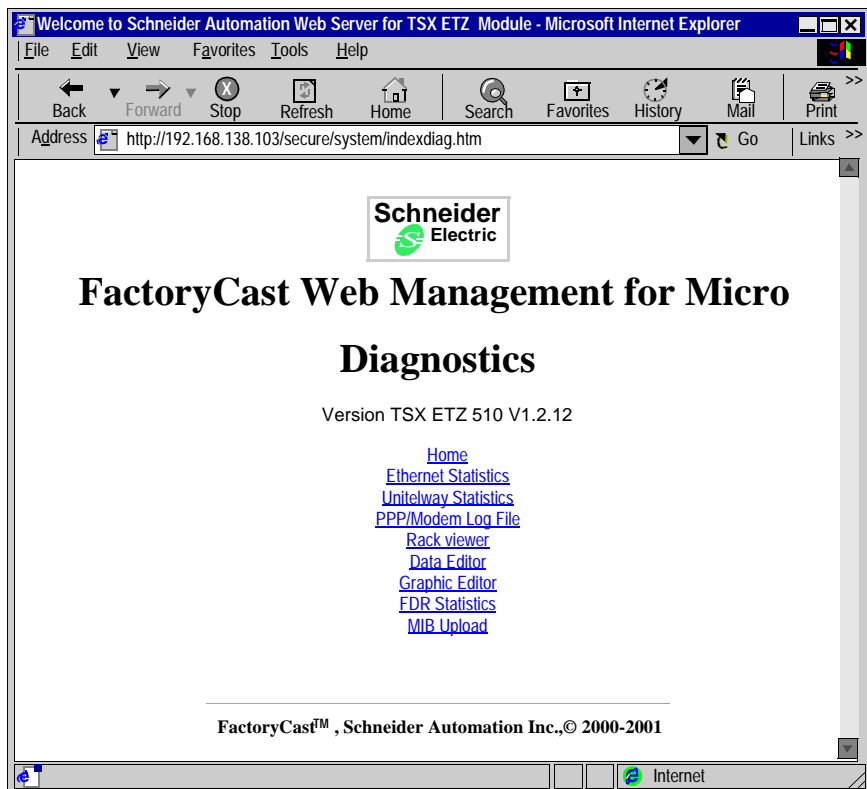 Welcome to Schneider Automation Web Server for TSX ETZ Module - Microsoft Internet Explorer
File Edit View Favorites Tools Help
Back Forward Stop Refresh Home Search Favorites History Mail Print >>
Address http://192.168.138.103/secure/system/indexdiag.htm Go Links >>
Schneider
Electric
FactoryCast Web Management for Micro
Diagnostics
Version TSX ETZ 510 V1.2.12
Home
Ethernet Statistics
Unitelway Statistics
PPP/Modem Log File
Rack viewer
Data Editor
Graphic Editor
FDR Statistics
MIB Upload
FactoryCast™ , Schneider Automation Inc.,© 2000-2001
Internet